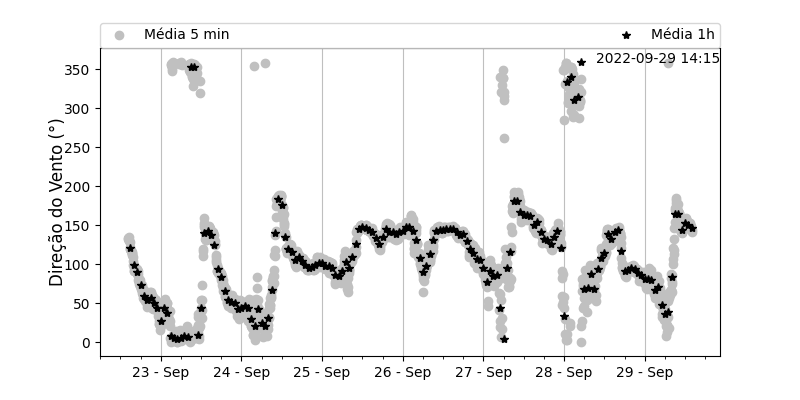 Média 5 min
Média 1h
2022-09-29 14:15
Direção do Vento (°)
350
300
250
200
150
100
50
0
23 - Sep
24 - Sep
25 - Sep
26 - Sep
27 - Sep
28 - Sep
29 - Sep